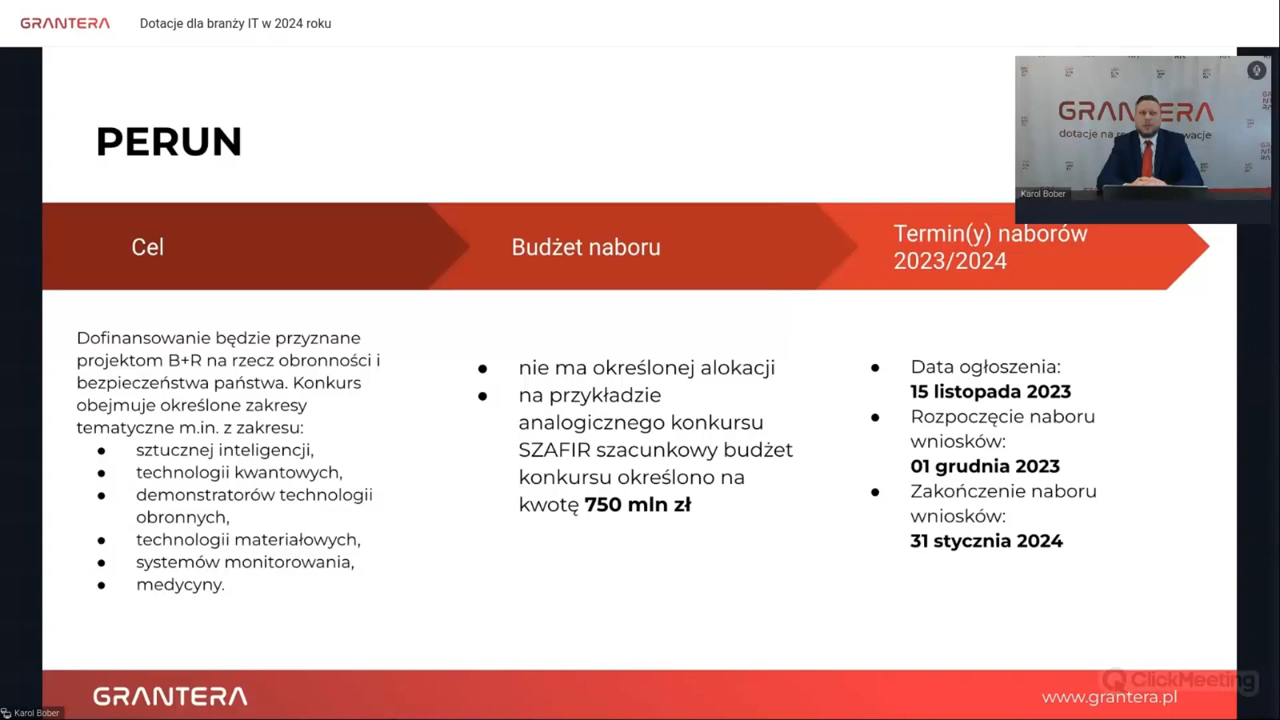 GRANTERA
Dotacje dla branży IT w 2024 roku
PERUN
GRANTERA
dotacje na
Karol Bober
Cel
Budżet naboru
Termin(y) naborów
2023/2024
Dofinansowanie będzie przyznane
projektom B+R na rzecz obronności i
bezpieczeństwa państwa. Konkurs
obejmuje określone zakresy
tematyczne m.in. z zakresu:
● sztucznej inteligencji,
● technologii kwantowych,
● demonstratorów technologii
obronnych,
● technologii materiałowych,
● systemów monitorowania,
● medycyny.
● nie ma określonej alokacji
● na przykładzie
analogicznego konkursu
SZAFIR szacunkowy budżet
konkursu określono na
kwotę 750 mln zł
● Data ogłoszenia:
15 listopada 2023
● Rozpoczęcie naboru
wniosków:
01 grudnia 2023
● Zakończenie naboru
wniosków:
31 stycznia 2024
GRANTERA
ClickMeeting
www.grantera.pl
Karol Bober